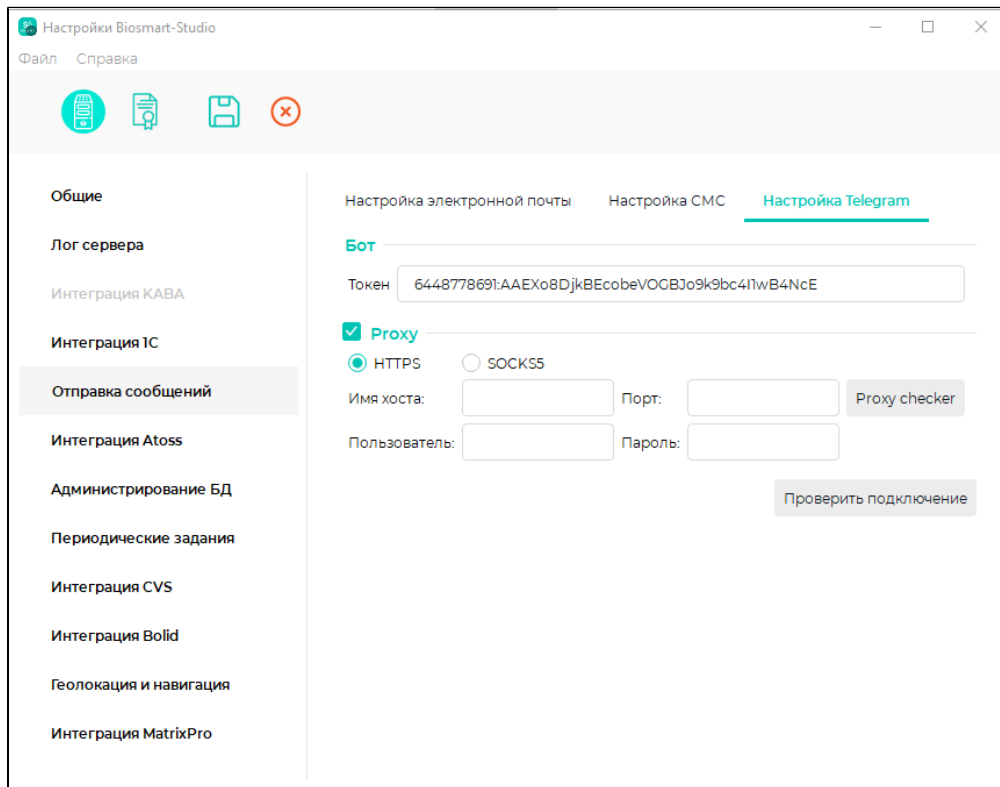 Настройки Biosmart-Studio
Файл Справка
Общие
Лог сервера
Интеграция KABA
Интеграция 1С
Отправка сообщений
Интеграция Atoss
Администрирование БД
Периодические задания
Интеграция CVS
Интеграция Bolid
Геолокация и навигация
Интеграция MatrixPro
Настройка электронной почты Настройка СМС Настройка Telegram
Бот
Токен 6448778691:AAEXo8DjkBEcobeVOGBJo9k9bc4I1wB4NcE
Proxy
HTTPS SOCKS5
Имя хоста: Порт: Proxy checker
Пользователь: Пароль:
Проверить подключение